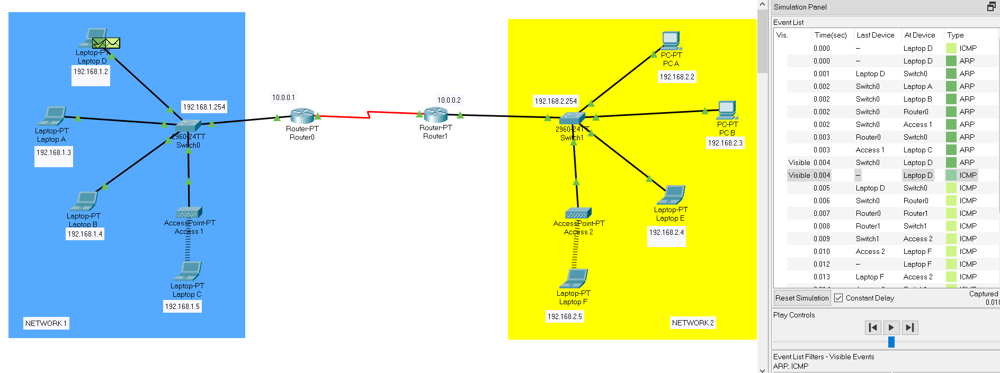 Laptop-PT
Laptop D
192.168.1.2
Laptop-PT
Laptop A
192.168.1.3
Laptop-PT
Laptop B
192.168.1.4
192.168.1.254
2960-24TT
Switch0
AccessPoint-PT
Access 1
Laptop-PT
Laptop C
192.168.1.5
NETWORK 1
10.0.0.1
Router-PT
Router0
10.0.0.2
Router-PT
Router1
192.168.2.254
2960-24TT
Switch1
PC-PT
PC A
192.168.2.2
PC-PT
PC B
192.168.2.3
Laptop-PT
Laptop E
192.168.2.4
AccessPoint-PT
Access 2
Laptop-PT
Laptop F
192.168.2.5
NETWORK 2
Simulation Panel
Event List
Vis. Time(sec) Last Device At Device Type
0.000 -- Laptop D ICMP
0.000 -- Laptop D ARP
0.001 Laptop D Switch0 ARP
0.002 Switch0 Laptop A ARP
0.002 Switch0 Laptop B ARP
0.002 Switch0 Router0 ARP
0.002 Switch0 Access 1 ARP
0.003 Router0 Switch0 ARP
0.003 Access 1 Laptop C ARP
Visible 0.004 Switch0 Laptop D ARP
Visible 0.004 -- Laptop D ICMP
0.005 Laptop D Switch0 ICMP
0.006 Switch0 Router0 ICMP
0.007 Router0 Router1 ICMP
0.008 Router1 Switch1 ICMP
0.009 Switch1 Access 2 ICMP
0.010 Access 2 Laptop F ICMP
0.012 -- Laptop F ICMP
0.013 Laptop F Access 2 ICMP
Reset Simulation Constant Delay Captured
0.018
Play Controls
Event List Filters - Visible Events
ARP, ICMP